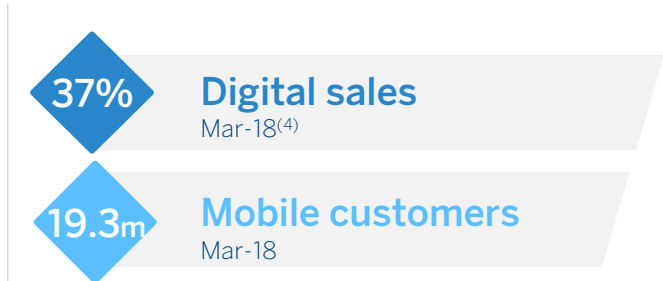 37%
Digital sales
Mar-18(4)
19.3m
Mobile customers
Mar-18